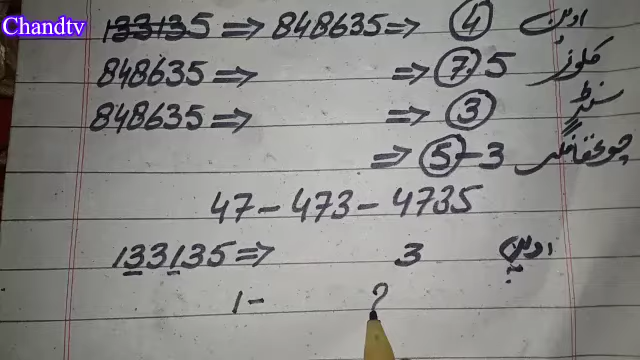 Chandtv
133135 ⇒ 848635 ⇒ 4 اوپن
848635 ⇒ ⇒ 7.5 کلوز
848635 ⇒ ⇒ 3 سنٹر
⇒ 5-3 چوتھا فگر
47 - 473 - 4735
133135 ⇒ 3 اوپن
1- ?